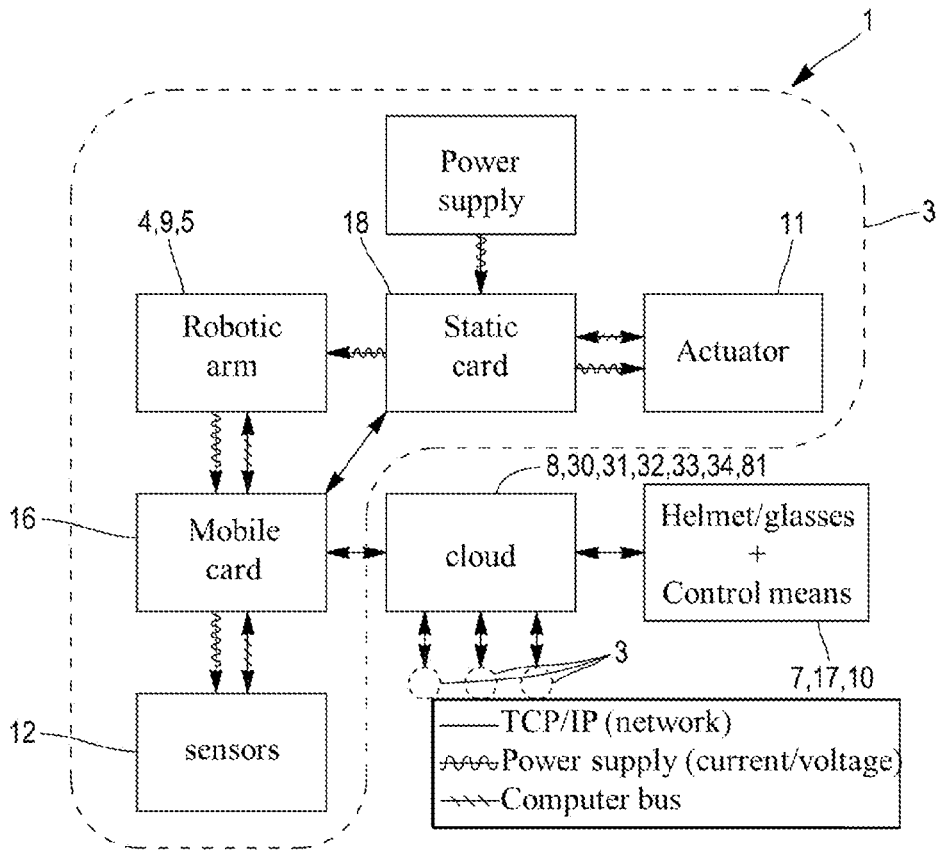 1
Power
supply
3
4,9,5
18
11
Robotic
arm
Static
card
Actuator
8,30,31,32,33,34,81
16
Mobile
card
cloud
Helmet/glasses
+
Control means
3
7,17,10
12
sensors
TCP/IP (network)
Power supply (current/voltage)
Computer bus